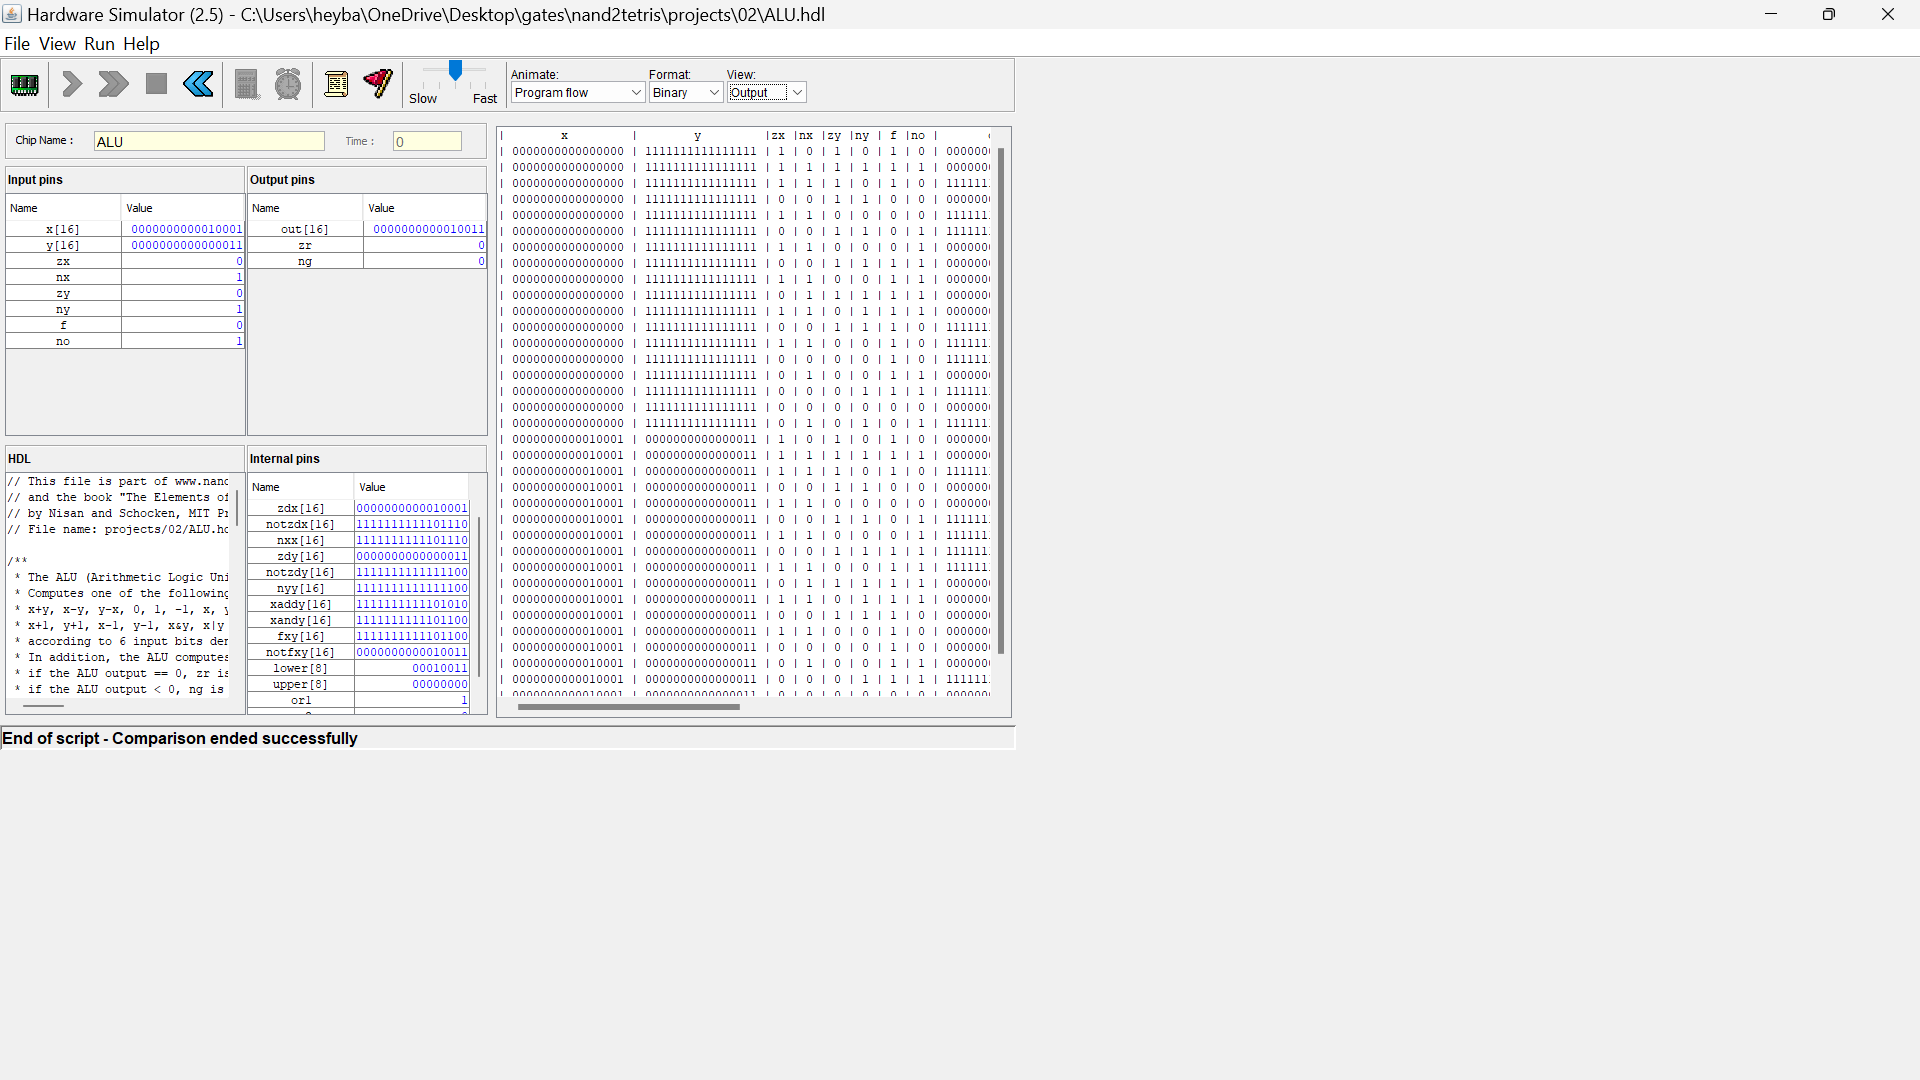 Hardware Simulator (2.5) - C:\Users\heyba\OneDrive\Desktop\gates\nand2tetris\projects\02\ALU.hdl
File View Run Help
Slow Fast
Animate: Format: View:
Program flow Binary Output
Chip Name : ALU Time : 0
Input pins
Name Value
x[16] 0000000000010001
y[16] 0000000000000011
zx 0
nx 1
zy 0
ny 1
f 0
no 1
Output pins
Name Value
out[16] 0000000000010011
zr 0
ng 0
HDL
// This file is part of www.nand
// and the book "The Elements of
// by Nisan and Schocken, MIT Pr
// File name: projects/02/ALU.hd
/**
* The ALU (Arithmetic Logic Uni
* Computes one of the following
* x+y, x-y, y-x, 0, 1, -1, x, y
* x+1, y+1, x-1, y-1, x&y, x|y
* according to 6 input bits den
* In addition, the ALU computes
* if the ALU output == 0, zr is
* if the ALU output < 0, ng is
Internal pins
Name Value
zdx[16] 0000000000010001
notzdx[16] 1111111111101110
nxx[16] 1111111111101110
zdy[16] 0000000000000011
notzdy[16] 1111111111111100
nyy[16] 1111111111111100
xaddy[16] 1111111111101010
xandy[16] 1111111111101100
fxy[16] 1111111111101100
notfxy[16] 0000000000010011
lower[8] 00010011
upper[8] 00000000
or1 1
| x | y |zx |nx |zy |ny | f |no |
| 0000000000000000 | 1111111111111111 | 1 | 0 | 1 | 0 | 1 | 0 | 000000
| 0000000000000000 | 1111111111111111 | 1 | 1 | 1 | 1 | 1 | 1 | 000000
| 0000000000000000 | 1111111111111111 | 1 | 1 | 1 | 0 | 1 | 0 | 111111
| 0000000000000000 | 1111111111111111 | 0 | 0 | 1 | 1 | 0 | 0 | 000000
| 0000000000000000 | 1111111111111111 | 1 | 1 | 0 | 0 | 0 | 0 | 111111
| 0000000000000000 | 1111111111111111 | 0 | 0 | 1 | 1 | 0 | 1 | 111111
| 0000000000000000 | 1111111111111111 | 1 | 1 | 0 | 0 | 0 | 1 | 000000
| 0000000000000000 | 1111111111111111 | 0 | 0 | 1 | 1 | 1 | 1 | 000000
| 0000000000000000 | 1111111111111111 | 1 | 1 | 0 | 0 | 1 | 1 | 000000
| 0000000000000000 | 1111111111111111 | 0 | 1 | 1 | 1 | 1 | 1 | 000000
| 0000000000000000 | 1111111111111111 | 1 | 1 | 0 | 1 | 1 | 1 | 000000
| 0000000000000000 | 1111111111111111 | 0 | 0 | 1 | 1 | 1 | 0 | 111111
| 0000000000000000 | 1111111111111111 | 1 | 1 | 0 | 0 | 1 | 0 | 111111
| 0000000000000000 | 1111111111111111 | 0 | 0 | 0 | 0 | 1 | 0 | 111111
| 0000000000000000 | 1111111111111111 | 0 | 1 | 0 | 0 | 1 | 1 | 000000
| 0000000000000000 | 1111111111111111 | 0 | 0 | 0 | 1 | 1 | 1 | 111111
| 0000000000000000 | 1111111111111111 | 0 | 0 | 0 | 0 | 0 | 0 | 000000
| 0000000000000000 | 1111111111111111 | 0 | 1 | 0 | 1 | 0 | 1 | 111111
| 0000000000010001 | 0000000000000011 | 1 | 0 | 1 | 0 | 1 | 0 | 000000
| 0000000000010001 | 0000000000000011 | 1 | 1 | 1 | 1 | 1 | 1 | 000000
| 0000000000010001 | 0000000000000011 | 1 | 1 | 1 | 0 | 1 | 0 | 111111
| 0000000000010001 | 0000000000000011 | 0 | 0 | 1 | 1 | 0 | 0 | 000000
| 0000000000010001 | 0000000000000011 | 1 | 1 | 0 | 0 | 0 | 0 | 000000
| 0000000000010001 | 0000000000000011 | 0 | 0 | 1 | 1 | 0 | 1 | 111111
| 0000000000010001 | 0000000000000011 | 1 | 1 | 0 | 0 | 0 | 1 | 111111
| 0000000000010001 | 0000000000000011 | 0 | 0 | 1 | 1 | 1 | 1 | 111111
| 0000000000010001 | 0000000000000011 | 1 | 1 | 0 | 0 | 1 | 1 | 111111
| 0000000000010001 | 0000000000000011 | 0 | 1 | 1 | 1 | 1 | 1 | 000000
| 0000000000010001 | 0000000000000011 | 1 | 1 | 0 | 1 | 1 | 1 | 000000
| 0000000000010001 | 0000000000000011 | 0 | 0 | 1 | 1 | 1 | 0 | 000000
| 0000000000010001 | 0000000000000011 | 1 | 1 | 0 | 0 | 1 | 0 | 000000
| 0000000000010001 | 0000000000000011 | 0 | 0 | 0 | 0 | 1 | 0 | 000000
| 0000000000010001 | 0000000000000011 | 0 | 1 | 0 | 0 | 1 | 1 | 000000
| 0000000000010001 | 0000000000000011 | 0 | 0 | 0 | 1 | 1 | 1 | 111111
| 0000000000010001 | 0000000000000011 | 0 | 0 | 0 | 0 | 0 | 0 | 000000
End of script - Comparison ended successfully